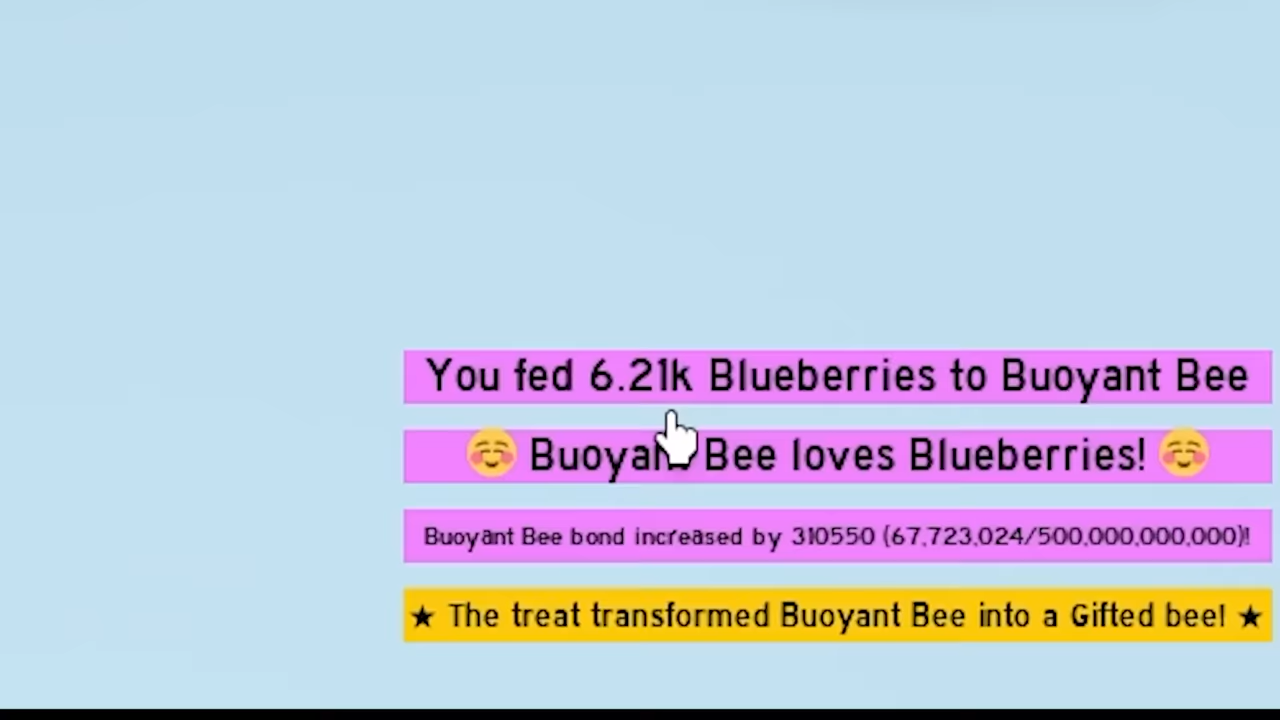 You fed 6.21k Blueberries to Buoyant Bee
☺️ Buoyant Bee loves Blueberries! ☺️
Buoyant Bee bond increased by 310550 (67,723,024/500,000,000,000)!
★ The treat transformed Buoyant Bee into a Gifted bee! ★